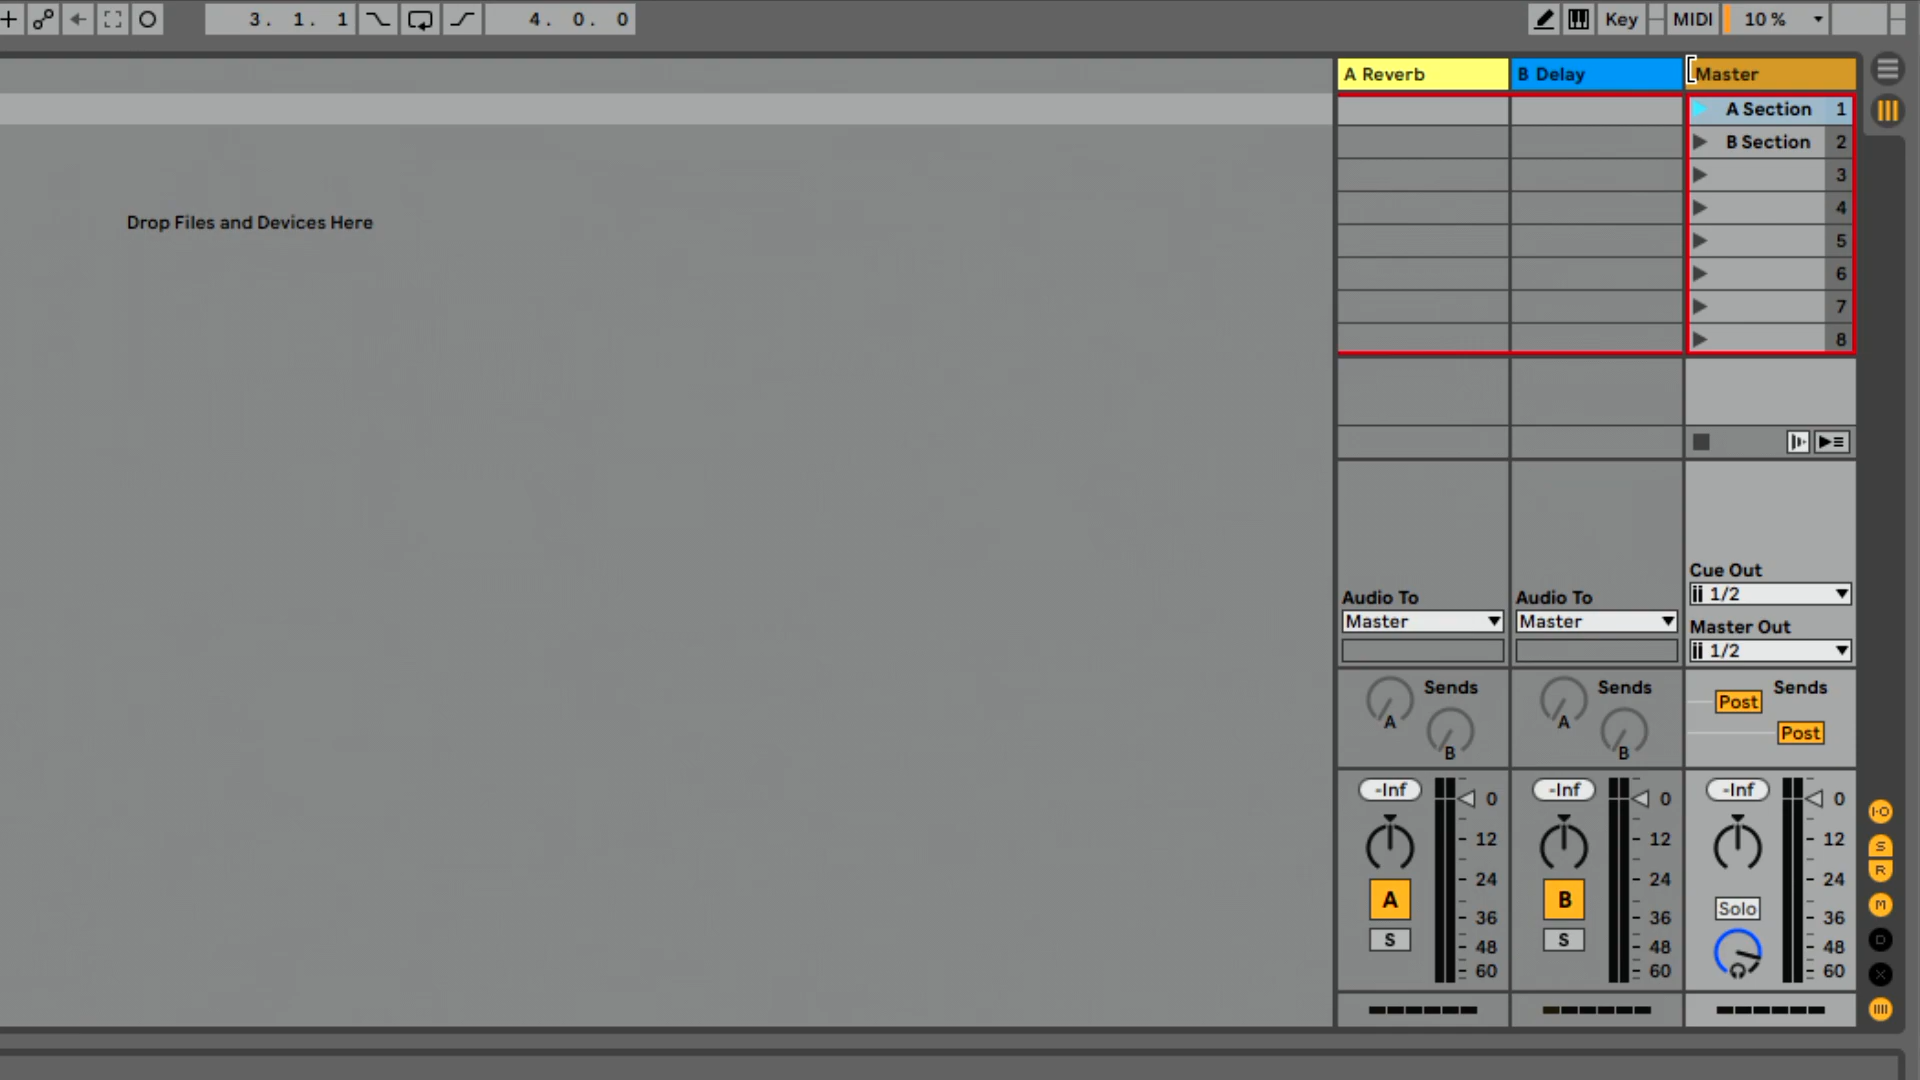 3. 1. 1
4. 0. 0
Key
MIDI
10 %
A Reverb
B Delay
Master
A Section 1
B Section 2
3
4
5
6
7
8
Drop Files and Devices Here
Cue Out
1/2
Audio To
Master
Audio To
Master
Master Out
1/2
Sends
A
B
Sends
A
B
Sends
Post
Post
-Inf
0
12
24
36
48
60
A
S
-Inf
0
12
24
36
48
60
B
S
-Inf
0
12
24
36
48
60
Solo
I·O
S
R
M
D
X